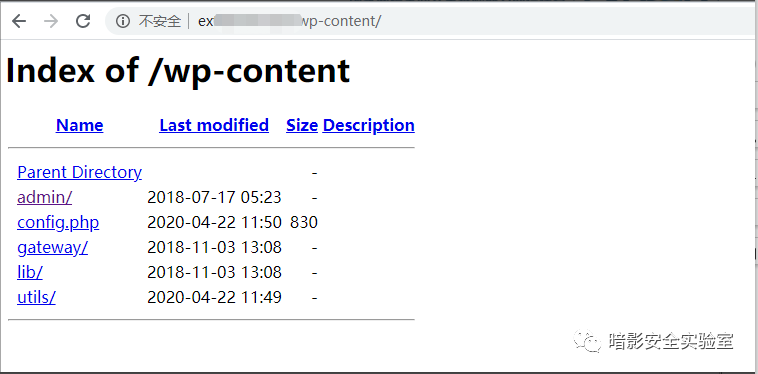 不安全 ex wp-content/
Index of /wp-content
Name Last modified Size Description
Parent Directory -
admin/ 2018-07-17 05:23 -
config.php 2020-04-22 11:50 830
gateway/ 2018-11-03 13:08 -
lib/ 2018-11-03 13:08 -
utils/ 2020-04-22 11:49 -
暗影安全实验室